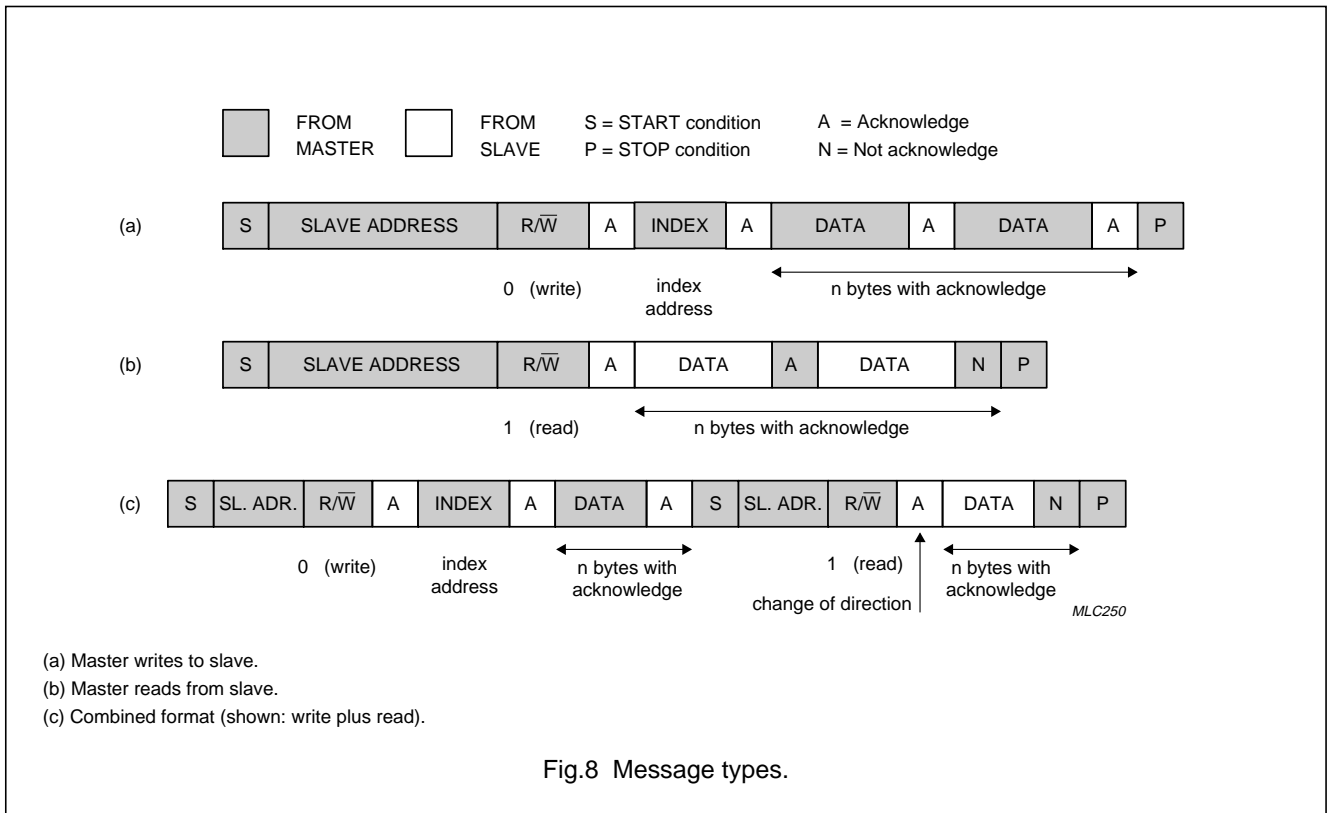 FROM MASTER FROM SLAVE S = START condition A = Acknowledge
P = STOP condition N = Not acknowledge
(a) S SLAVE ADDRESS R/W̅ A INDEX A DATA A DATA A P
0 (write) index address n bytes with acknowledge
(b) S SLAVE ADDRESS R/W̅ A DATA A DATA N P
1 (read) n bytes with acknowledge
(c) S SL. ADR. R/W̅ A INDEX A DATA A S SL. ADR. R/W̅ A DATA N P
0 (write) index address n bytes with acknowledge 1 (read) n bytes with acknowledge
change of direction
MLC250
(a) Master writes to slave.
(b) Master reads from slave.
(c) Combined format (shown: write plus read).
Fig.8 Message types.